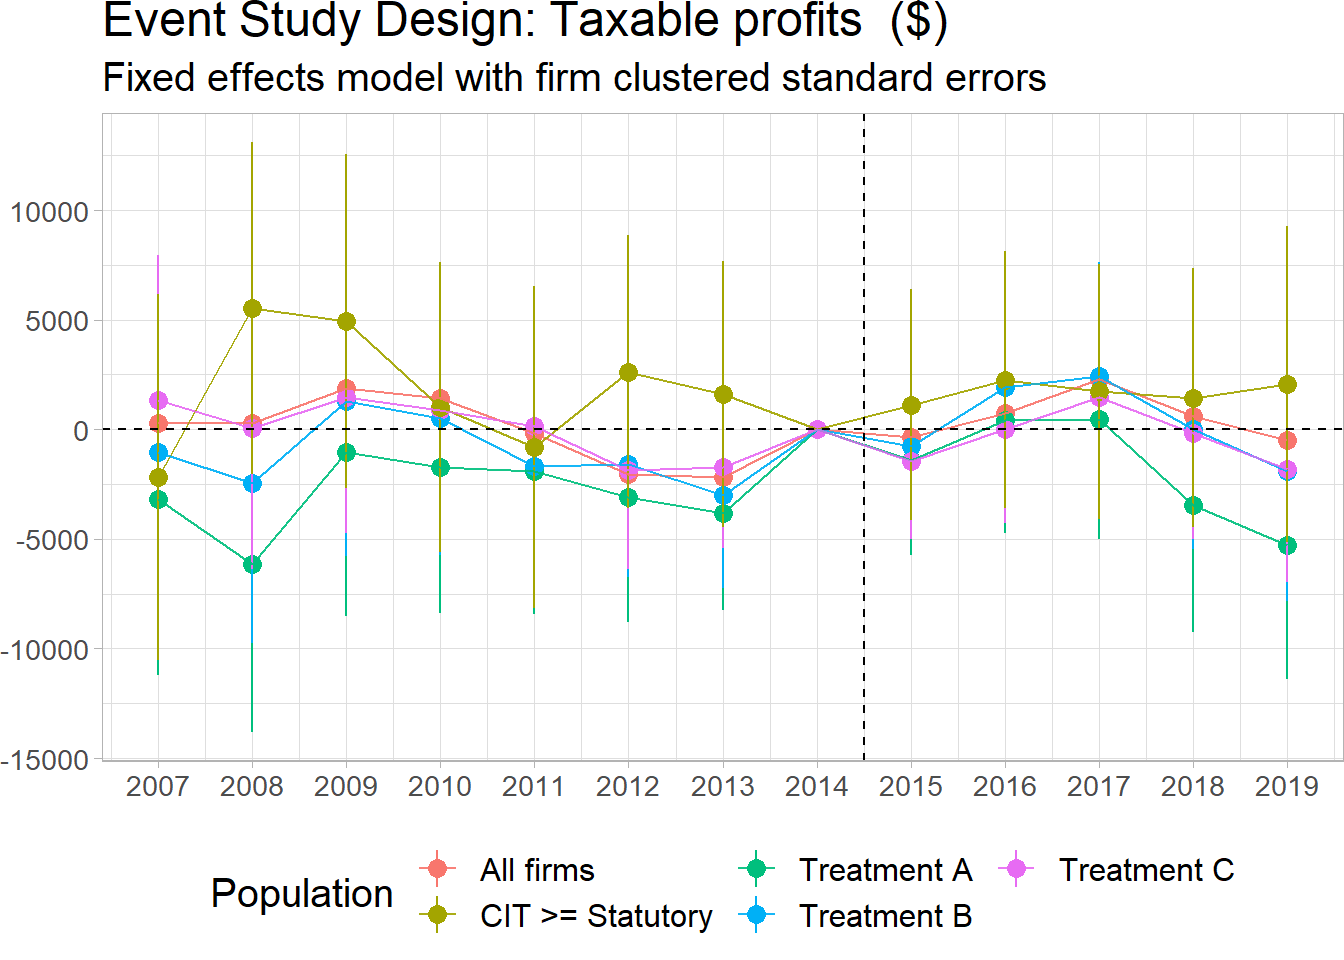 Event Study Design: Taxable profits  ($)
Fixed effects model with firm clustered standard errors
10000
5000
0
-5000
-10000
-15000
2007 2008 2009 2010 2011 2012 2013 2014 2015 2016 2017 2018 2019
Population
All firms
CIT >= Statutory
Treatment A
Treatment B
Treatment C